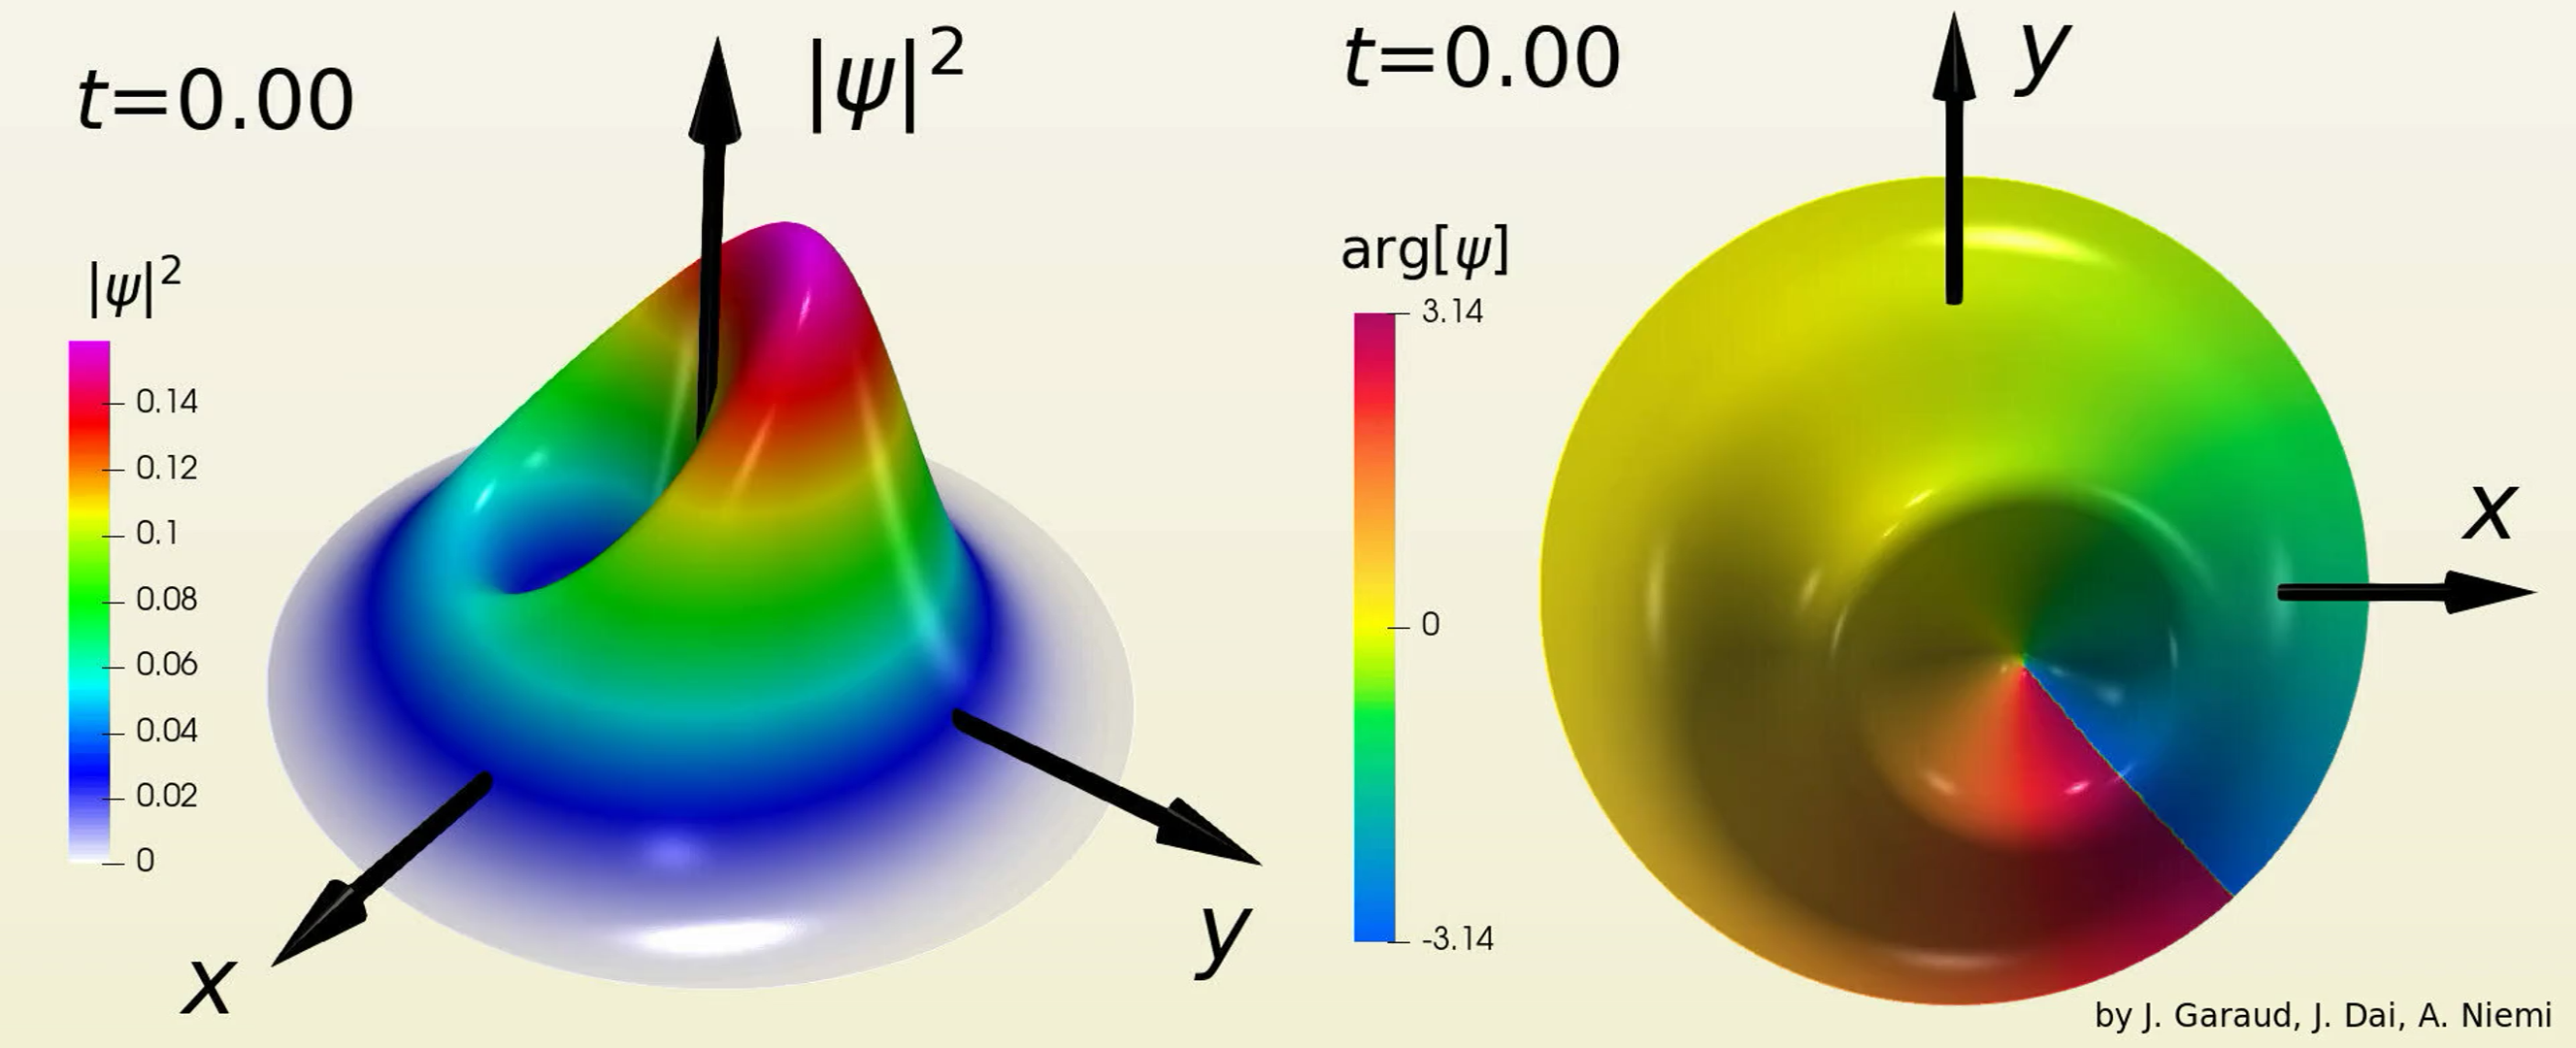 t=0.00
|ψ|²
|ψ|²
0.14
0.12
0.1
0.08
0.06
0.04
0.02
0
x
y
t=0.00
y
arg[ψ]
3.14
0
-3.14
x
by J. Garaud, J. Dai, A. Niemi